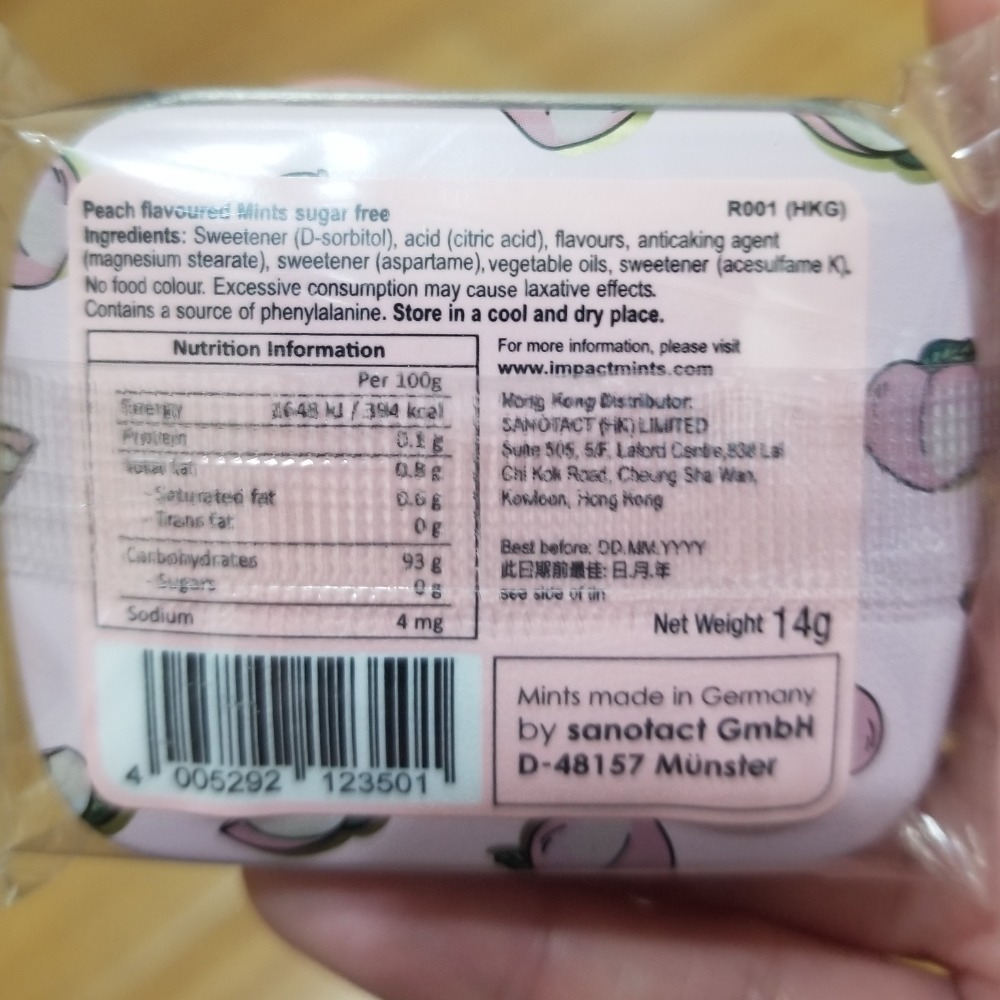 Peach flavoured Mints sugar free
R001 (HKG)
Ingredients: Sweetener (D-sorbitol), acid (citric acid), flavours, anticaking agent
(magnesium stearate), sweetener (aspartame), vegetable oils, sweetener (acesulfame K).
No food colour. Excessive consumption may cause laxative effects.
Contains a source of phenylalanine. Store in a cool and dry place.
Nutrition Information
Per 100g
Energy 1648 kJ / 394 kcal
Protein 0.1 g
Total fat 0.8 g
- Saturated fat 0.6 g
- Trans fat 0 g
Carbohydrates 93 g
- Sugars 0 g
Sodium 4 mg
For more information, please visit
www.impactmints.com
Hong Kong Distributor:
SANOTACT (HK) LIMITED
Suite 505, 5/F, Laford Centre, 838 Lai
Chi Kok Road, Cheung Sha Wan,
Kowloon, Hong Kong
Best before: DD.MM.YYYY
此日期前最佳: 日.月.年
see side of tin
Net Weight 14g
4 005292 123501
Mints made in Germany
by sanotact GmbH
D-48157 Münster